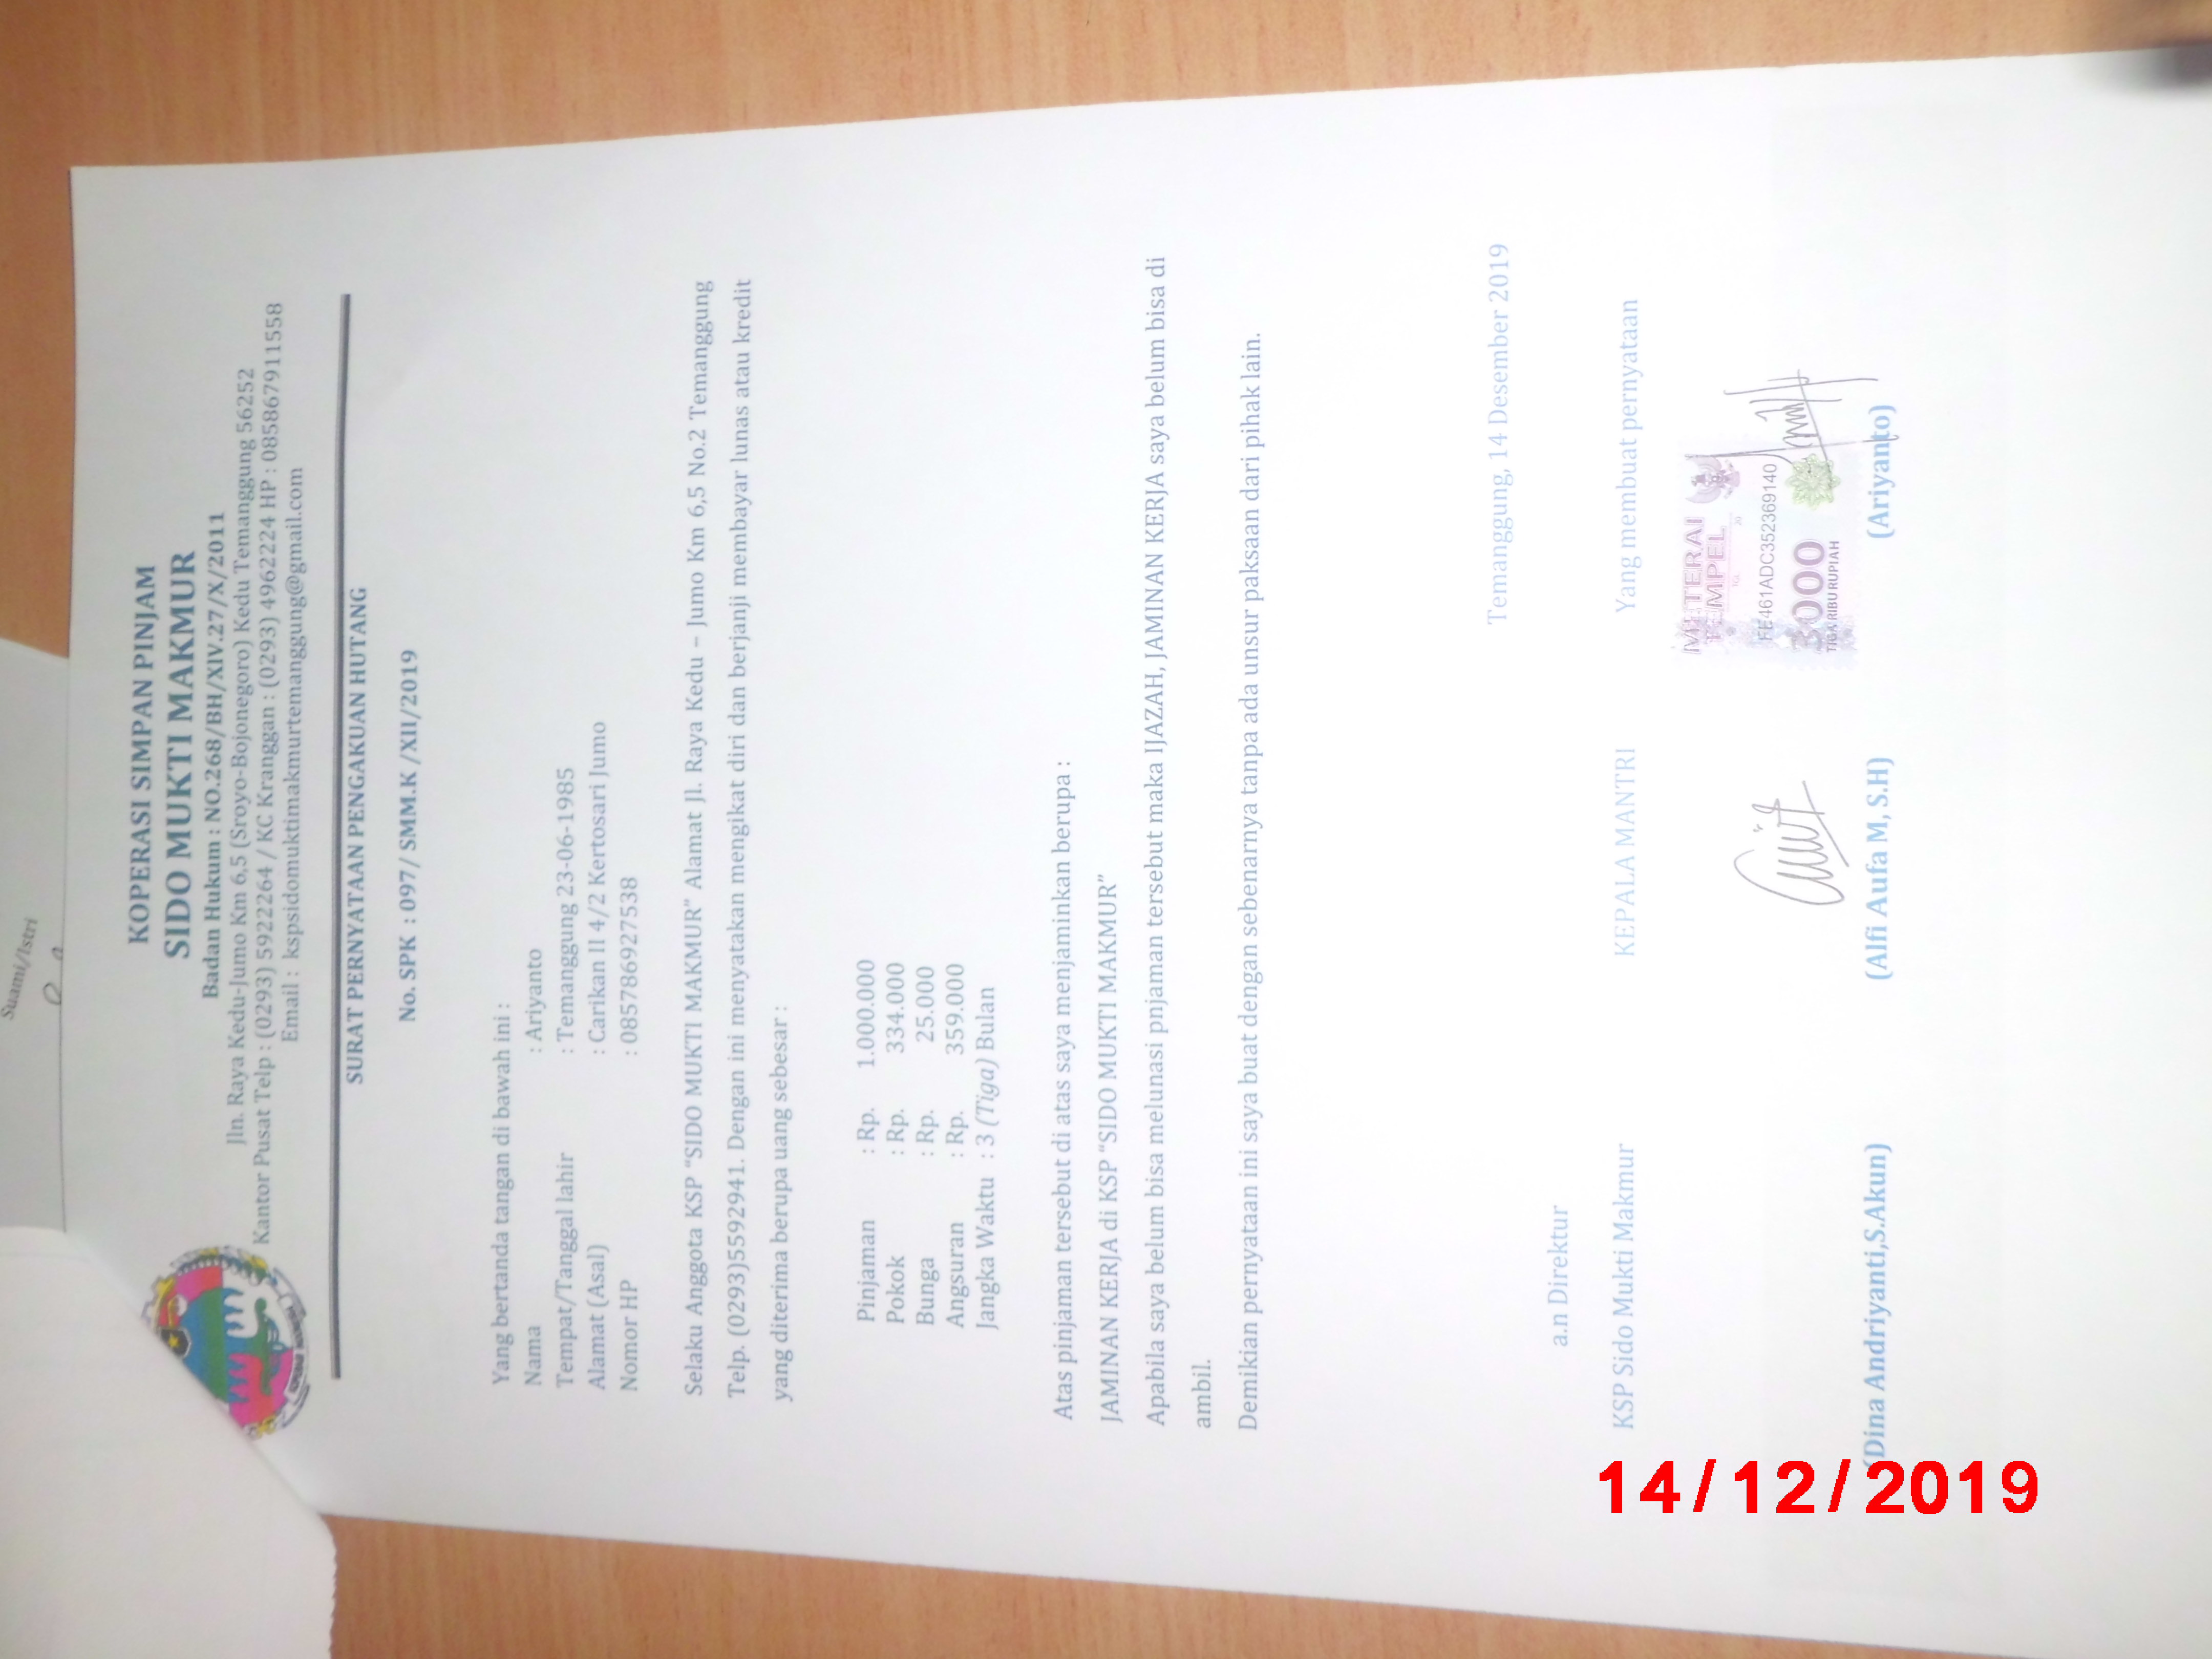 Suami/Istri
KOPERASI SIMPAN PINJAM
SIDO MUKTI MAKMUR
Badan Hukum : NO.268/BH/XIV.27/X/2011
Jln. Raya Kedu-Jumo Km 6,5 (Sroyo-Bojonegoro) Kedu Temanggung 56252
Kantor Pusat Telp : (0293) 5922264 / KC Kranggan : (0293) 4962224 HP : 085867911558
Email : kspsidomuktimakmurtemanggung@gmail.com
SURAT PERNYATAAN PENGAKUAN HUTANG
No. SPK : 097/ SMM.K /XII/2019
Yang bertanda tangan di bawah ini :
Nama : Ariyanto
Tempat/Tanggal lahir : Temanggung 23-06-1985
Alamat (Asal) : Carikan II 4/2 Kertosari Jumo
Nomor HP : 085786927538
Selaku Anggota KSP "SIDO MUKTI MAKMUR" Alamat Jl. Raya Kedu – Jumo Km 6,5 No.2 Temanggung
Telp. (0293)5592941. Dengan ini menyatakan mengikat diri dan berjanji membayar lunas atau kredit
yang diterima berupa uang sebesar :
Pinjaman : Rp. 1.000.000
Pokok : Rp. 334.000
Bunga : Rp. 25.000
Angsuran : Rp. 359.000
Jangka Waktu : 3 (Tiga) Bulan
Atas pinjaman tersebut di atas saya menjaminkan berupa :
JAMINAN KERJA di KSP "SIDO MUKTI MAKMUR"
Apabila saya belum bisa melunasi pnjaman tersebut maka IJAZAH, JAMINAN KERJA saya belum bisa di
ambil.
Demikian pernyataan ini saya buat dengan sebenarnya tanpa ada unsur paksaan dari pihak lain.
Temanggung, 14 Desember 2019
a.n Direktur
KSP Sido Mukti Makmur KEPALA MANTRI Yang membuat pernyataan
METERAI
TEMPEL
TGL 20
FE461ADC352369140
3000
TIGA RIBU RUPIAH
(Dina Andriyanti,S.Akun) (Alfi Aufa M, S.H) (Ariyanto)
14/12/2019